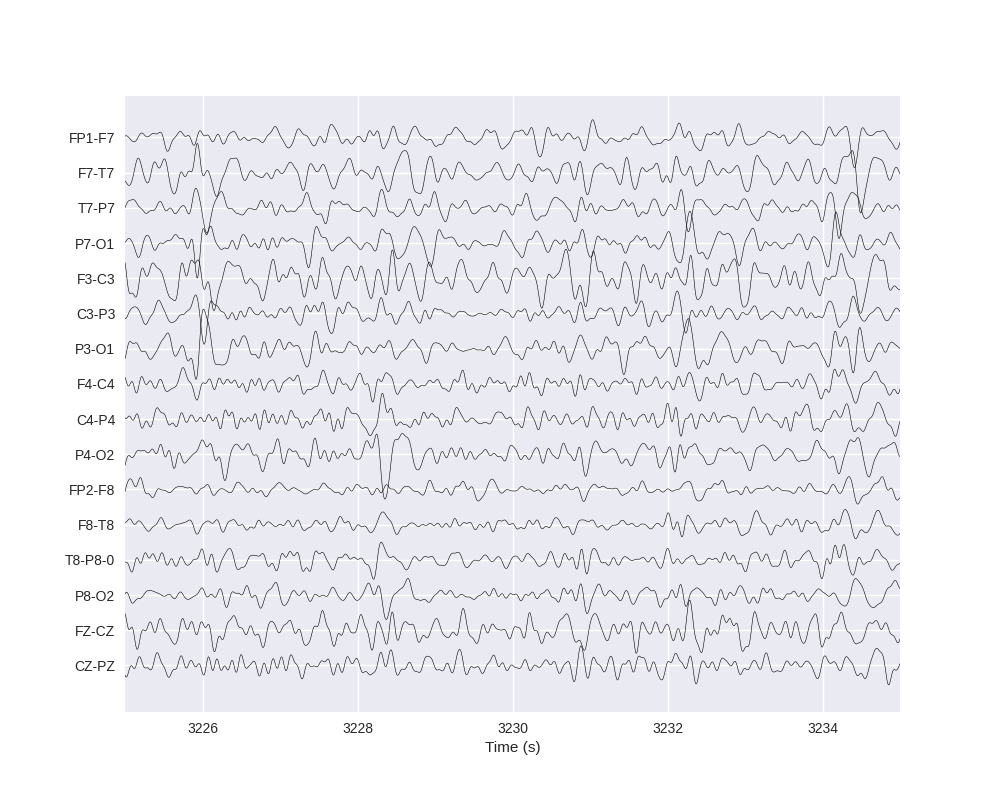 FP1-F7
F7-T7
T7-P7
P7-O1
F3-C3
C3-P3
P3-O1
F4-C4
C4-P4
P4-O2
FP2-F8
F8-T8
T8-P8-0
P8-O2
FZ-CZ
CZ-PZ
3226 3228 3230 3232 3234
Time (s)